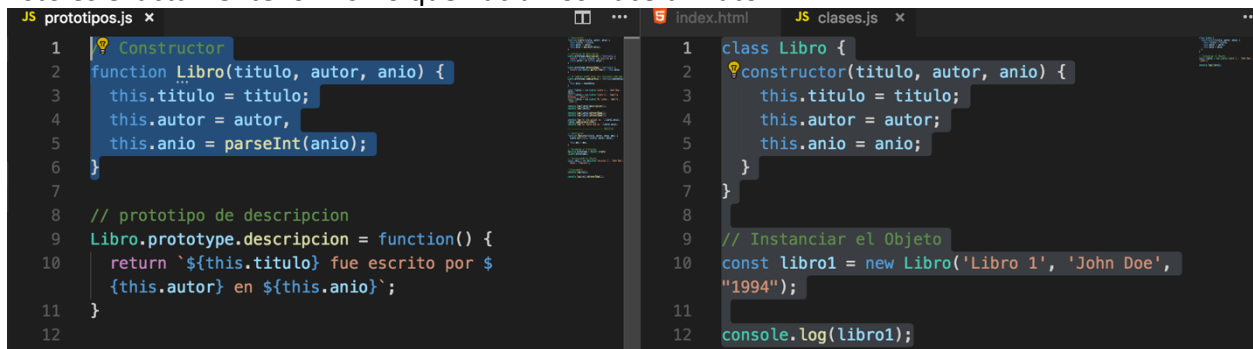 JS prototipos.js × ···
1 // Constructor
2 function Libro(titulo, autor, anio) {
3 this.titulo = titulo;
4 this.autor = autor,
5 this.anio = parseInt(anio);
6 }
7
8 // prototipo de descripcion
9 Libro.prototype.descripcion = function() {
10 return `${this.titulo} fue escrito por $
{this.autor} en ${this.anio}`;
11 }
12
5 index.html JS clases.js ×
1 class Libro {
2 constructor(titulo, autor, anio) {
3 this.titulo = titulo;
4 this.autor = autor;
5 this.anio = anio;
6 }
7 }
8
9 // Instanciar el Objeto
10 const libro1 = new Libro('Libro 1', 'John Doe',
"1994");
11
12 console.log(libro1);